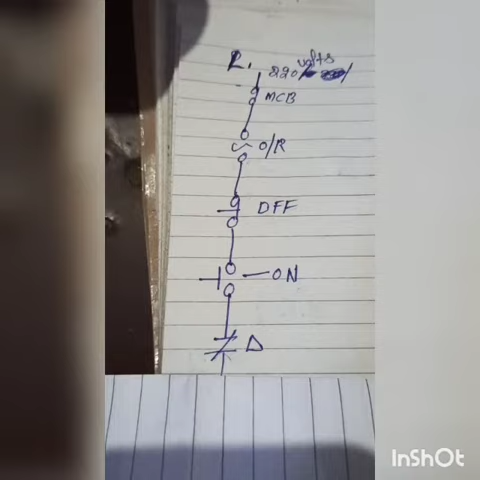 R. 220 volts
MCB
O/R
OFF
ON
Δ
InShOt